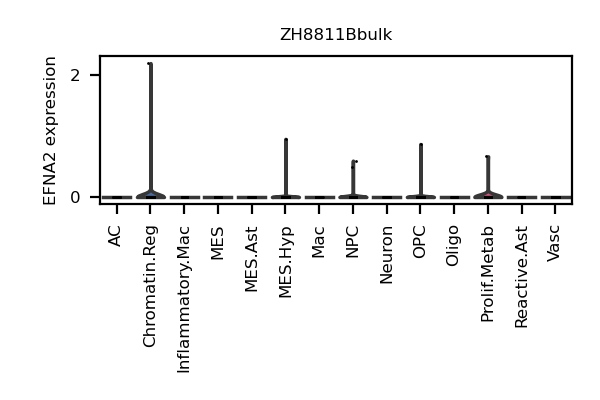 ZH8811Bbulk
EFNA2 expression
2
0
AC
Chromatin.Reg
Inflammatory.Mac
MES
MES.Ast
MES.Hyp
Mac
NPC
Neuron
OPC
Oligo
Prolif.Metab
Reactive.Ast
Vasc